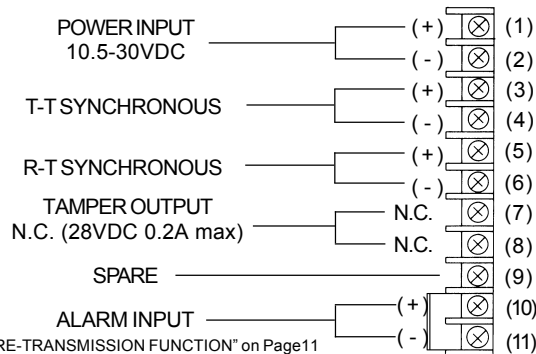 POWER INPUT (+) (1)
10.5-30VDC (-) (2)
T-T SYNCHRONOUS (+) (3)
(-) (4)
R-T SYNCHRONOUS (+) (5)
(-) (6)
TAMPER OUTPUT N.C. (7)
N.C. (28VDC 0.2A max) N.C. (8)
SPARE (9)
ALARM INPUT (+) (10)
(-) (11)
RE-TRANSMISSION FUNCTION" on Page11